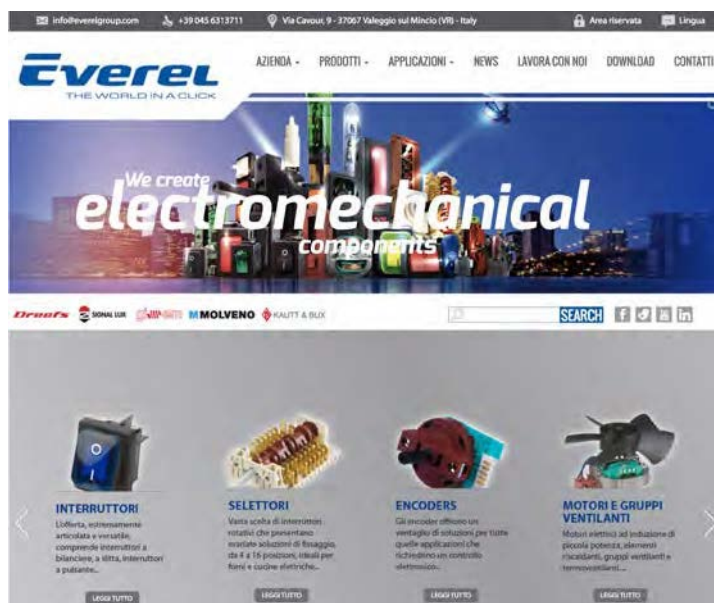 info@everelgroup.com +39 045 6313711 Via Cavour, 9 - 37067 Valeggio sul Mincio (VR) - Italy Area riservata Lingua
AZIENDA PRODOTTI APPLICAZIONI NEWS LAVORA CON NOI DOWNLOAD CONTATTI
Everel
THE WORLD IN A CLICK
We create
electromechanical
components
Dreefs SIGNAL LUX MOLVENO KAUTT & BUX SEARCH
INTERRUTTORI
L'offerta, estremamente
articolata e versatile,
comprende interruttori a
bilanciere, a slitta, interruttori
a pulsante...
LEGGI TUTTO
SELETTORI
Vasta scelta di interruttori
rotativi che presentano
svariate soluzioni di fissaggio,
da 4 a 16 posizioni, ideali per
forni e cucine elettriche...
LEGGI TUTTO
ENCODERS
Gli encoder offrono un
ventaglio di soluzioni per tutte
quelle applicazioni che
richiedono un controllo
elettronico...
LEGGI TUTTO
MOTORI E GRUPPI
VENTILANTI
Motori elettrici ad induzione di
piccola potenza, elementi
riscaldanti, gruppi ventilanti e
termoventilanti ...
LEGGI TUTTO